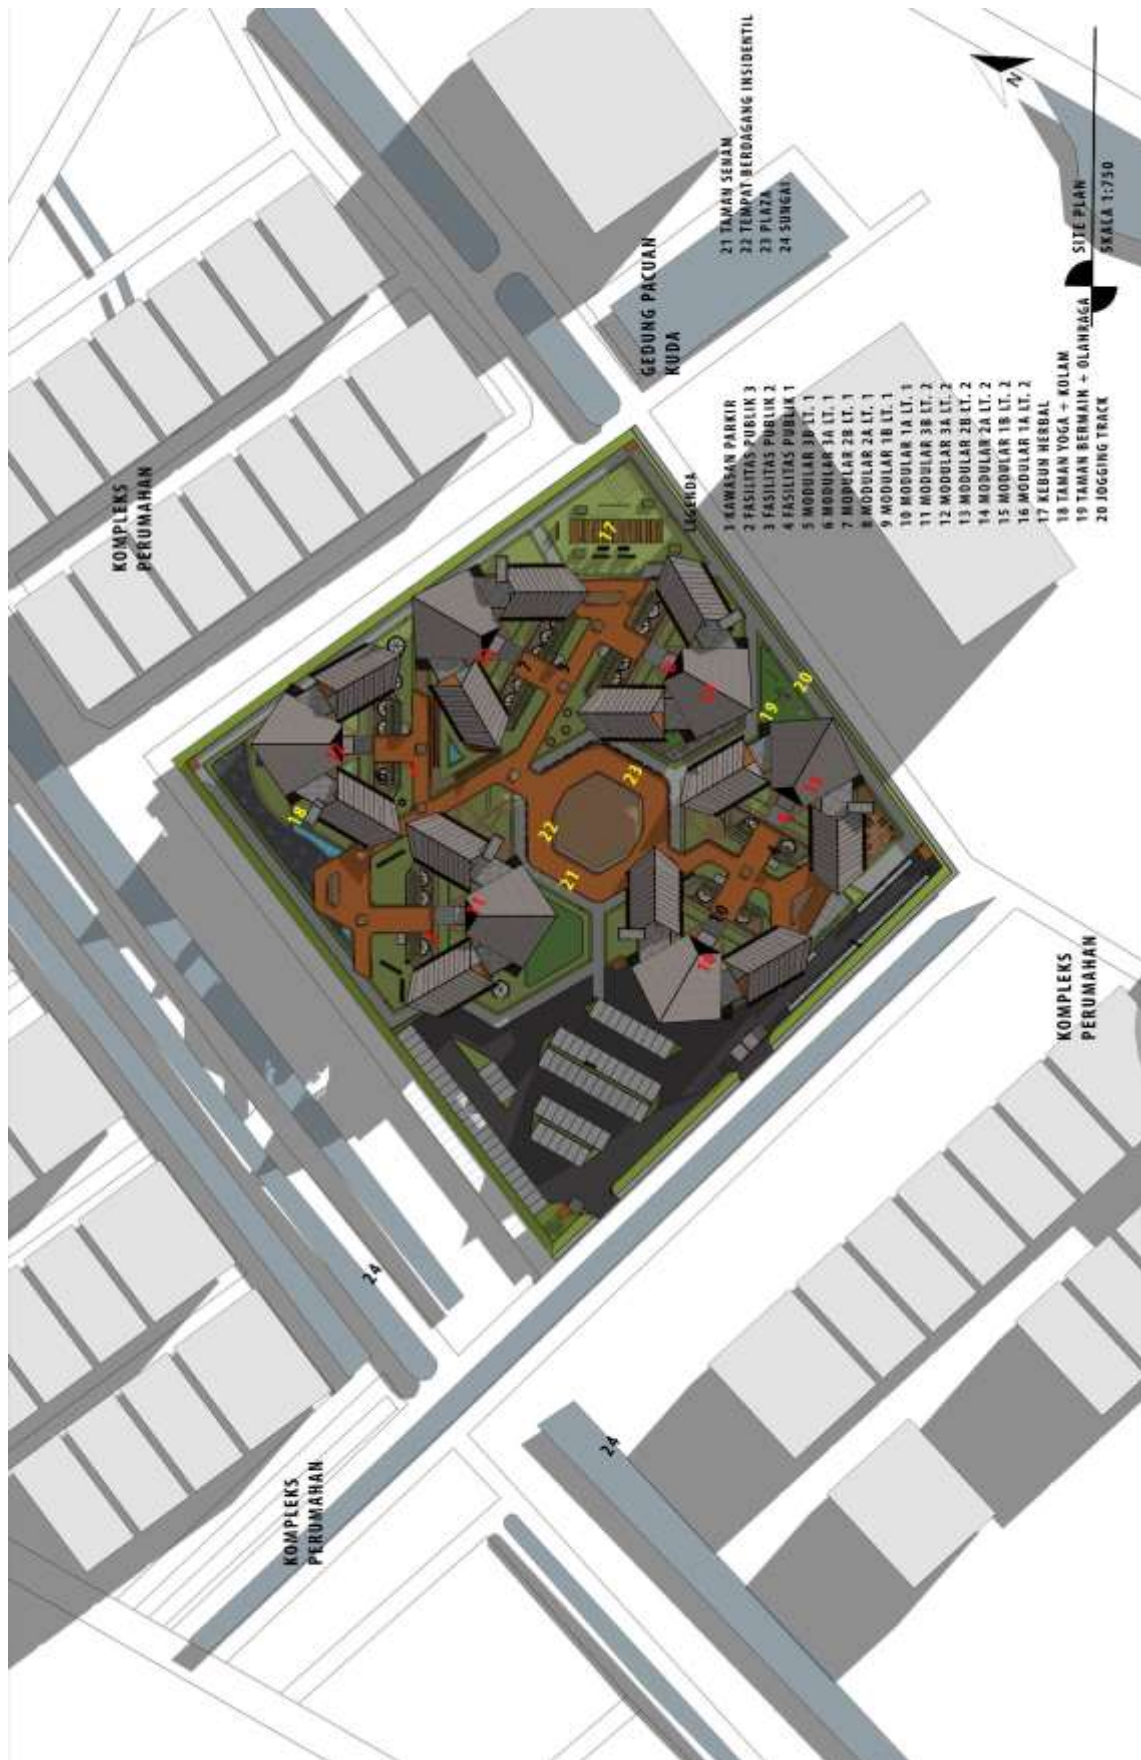 KOMPLEKS
PERUMAHAN
KOMPLEKS
PERUMAHAN
KOMPLEKS
PERUMAHAN
GEDUNG PACUAN
KUDA
24
24
17
18
19
20
21
22
23
LEGENDA
1 KAWASAN PARKIR
2 FASILITAS PUBLIK 3
3 FASILITAS PUBLIK 2
4 FASILITAS PUBLIK 1
5 MODULAR 3B LT. 1
6 MODULAR 3A LT. 1
7 MODULAR 2B LT. 1
8 MODULAR 2A LT. 1
9 MODULAR 1B LT. 1
10 MODULAR 1A LT. 1
11 MODULAR 3B LT. 2
12 MODULAR 3A LT. 2
13 MODULAR 2B LT. 2
14 MODULAR 2A LT. 2
15 MODULAR 1B LT. 2
16 MODULAR 1A LT. 2
17 KEBUN HERBAL
18 TAMAN YOGA + KOLAM
19 TAMAN BERMAIN + OLAHRAGA
20 JOGGING TRACK
21 TAMAN SENAM
22 TEMPAT BERDAGANG INSIDENTIL
23 PLAZA
24 SUNGAI
SITE PLAN
SKALA 1:750
N